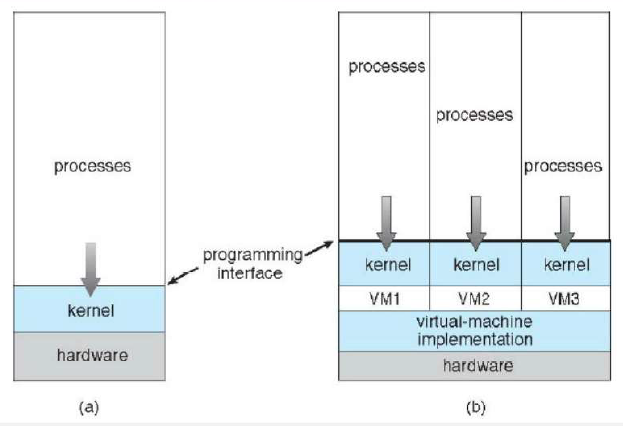 processes
kernel
hardware
(a)
programming
interface
processes
processes
processes
kernel
kernel
kernel
VM1
VM2
VM3
virtual-machine
implementation
hardware
(b)